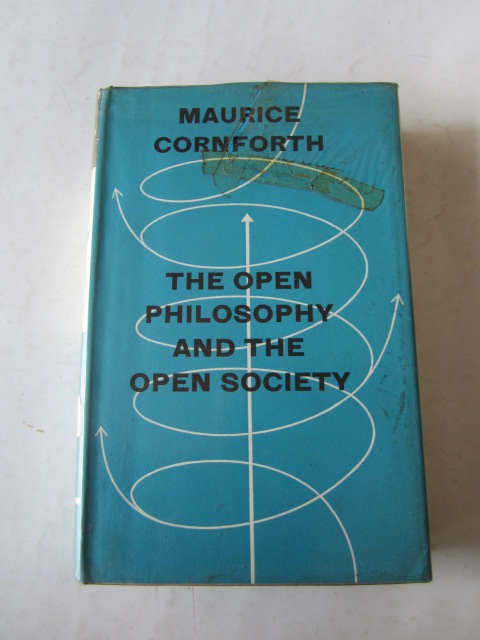 MAURICE
CORNFORTH
THE OPEN
PHILOSOPHY
AND THE
OPEN SOCIETY